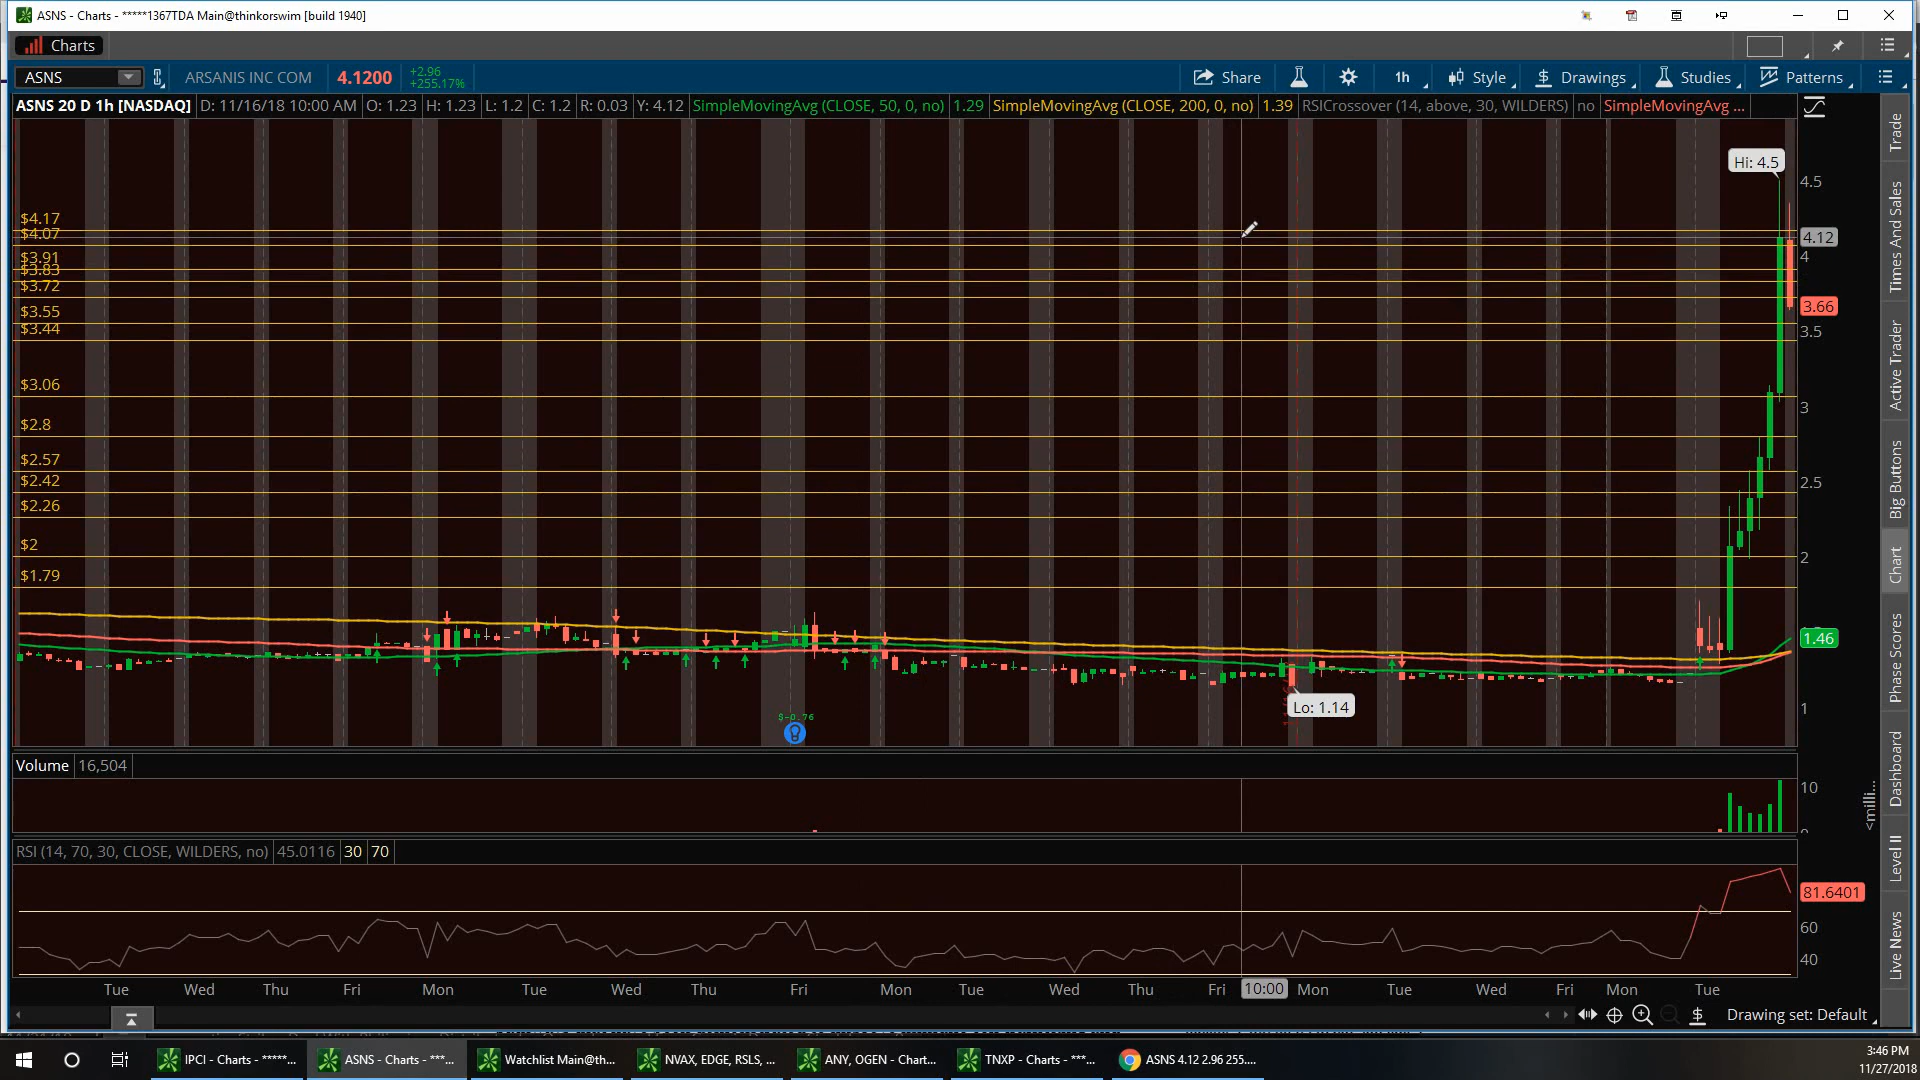 ASNS - Charts - *****1367TDA Main@thinkorswim [build 1940]
Charts
ASNS ARSANIS INC COM 4.1200 +2.96 +255.17% Share 1h Style Drawings Studies Patterns
ASNS 20 D 1h [NASDAQ] D: 11/16/18 10:00 AM O: 1.23 H: 1.23 L: 1.2 C: 1.2 R: 0.03 Y: 4.12 SimpleMovingAvg (CLOSE, 50, 0, no) 1.29 SimpleMovingAvg (CLOSE, 200, 0, no) 1.39 RSICrossover (14, above, 30, WILDERS) no SimpleMovingAvg ...
Hi: 4.5
4.5
$4.17
$4.07
4.12
$3.91
4
$3.83
$3.72
3.66
$3.55
$3.44
3.5
$3.06
3
$2.8
$2.57
$2.42
2.5
$2.26
$2
2
$1.79
1.46
Lo: 1.14
1
$-0.76
Volume 16,504
10
<mill...
RSI (14, 70, 30, CLOSE, WILDERS, no) 45.0116 30 70
81.6401
60
40
Tue Wed Thu Fri Mon Tue Wed Thu Fri Mon Tue Wed Thu Fri 10:00 Mon Tue Wed Fri Mon Tue
Drawing set: Default
Trade
Times And Sales
Active Trader
Big Buttons
Chart
Phase Scores
Dashboard
Level II
Live News
IPCI - Charts - *****... ASNS - Charts - ***... Watchlist Main@th... NVAX, EDGE, RSLS, ... ANY, OGEN - Chart... TNXP - Charts - ***... ASNS 4.12 2.96 255....
3:46 PM
11/27/2018